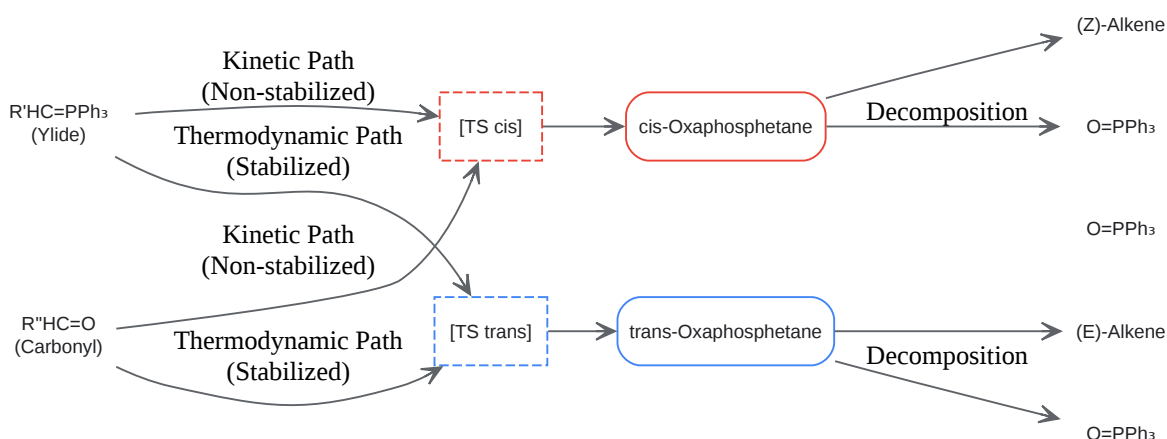 (Z)-Alkene
Kinetic Path
(Non-stabilized)
R'HC=PPh₃
(Ylide)
[TS cis]
cis-Oxaphosphetane
Decomposition
O=PPh₃
Thermodynamic Path
(Stabilized)
Kinetic Path
(Non-stabilized)
O=PPh₃
R"HC=O
(Carbonyl)
Thermodynamic Path
(Stabilized)
[TS trans]
trans-Oxaphosphetane
(E)-Alkene
Decomposition
O=PPh₃